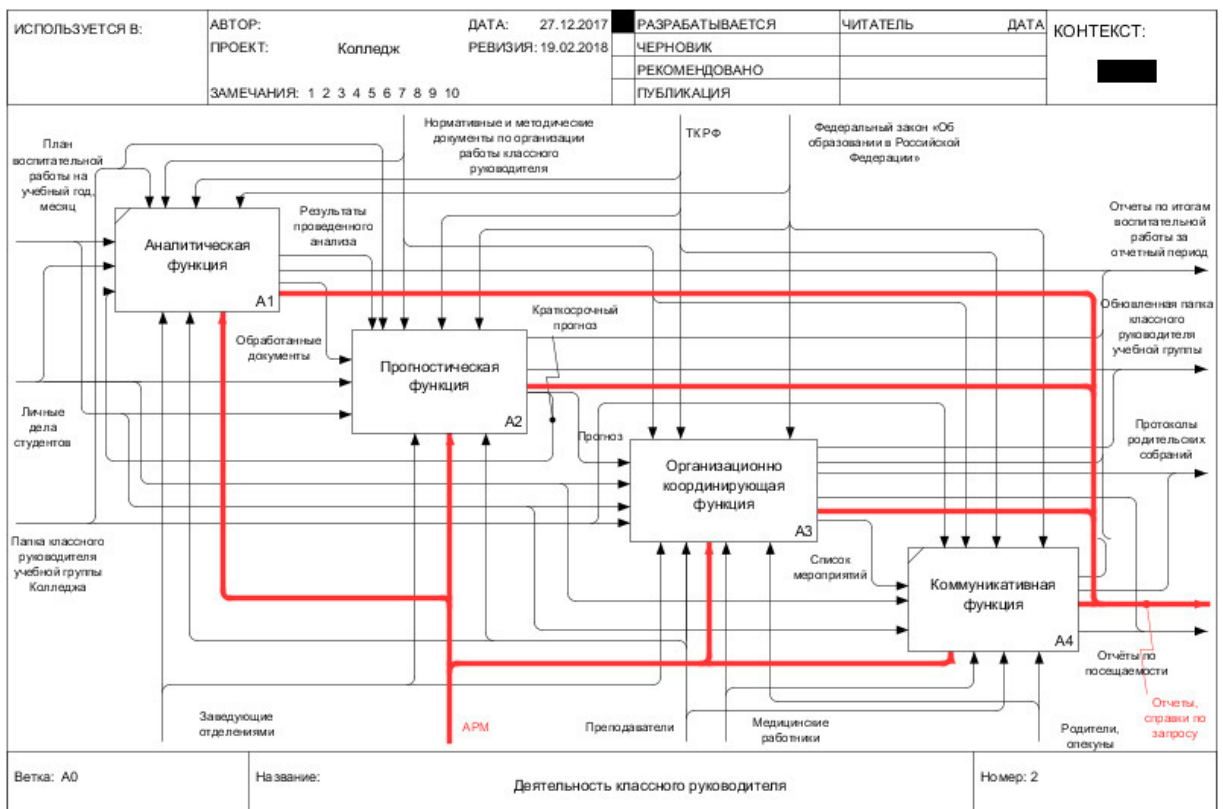 ИСПОЛЬЗУЕТСЯ В:
АВТОР:
ДАТА: 27.12.2017
ПРОЕКТ: Колледж
РЕВИЗИЯ: 19.02.2018
ЗАМЕЧАНИЯ: 1 2 3 4 5 6 7 8 9 10
РАЗРАБАТЫВАЕТСЯ
ЧЕРНОВИК
РЕКОМЕНДОВАНО
ПУБЛИКАЦИЯ
ЧИТАТЕЛЬ
ДАТА
КОНТЕКСТ:
План
воспитательной
работы на
учебный год,
месяц
Нормативные и методические
документы по организации
работы классного
руководителя
ТКРФ
Федеральный закон «Об
образовании в Российской
Федерации»
Результаты
проведенного
анализа
Аналитическая
функция
A1
Отчеты по итогам
воспитательной
работы за
отчетный период
Обработанные
документы
Краткосрочный
прогноз
Обновленная папка
классного
руководителя
учебной группы
Прогностическая
функция
A2
Личные
дела
студентов
Прогноз
Протоколы
родительских
собраний
Организационно
координирующая
функция
A3
Папка классного
руководителя
учебной группы
Колледжа
Список
мероприятий
Коммуникативная
функция
A4
Отчёты по
посещаемости
Отчеты,
справки по
запросу
Заведующие
отделениями
АРМ
Преподаватели
Медицинские
работники
Родители,
опекуны
Ветка: A0
Название:
Деятельность классного руководителя
Номер: 2